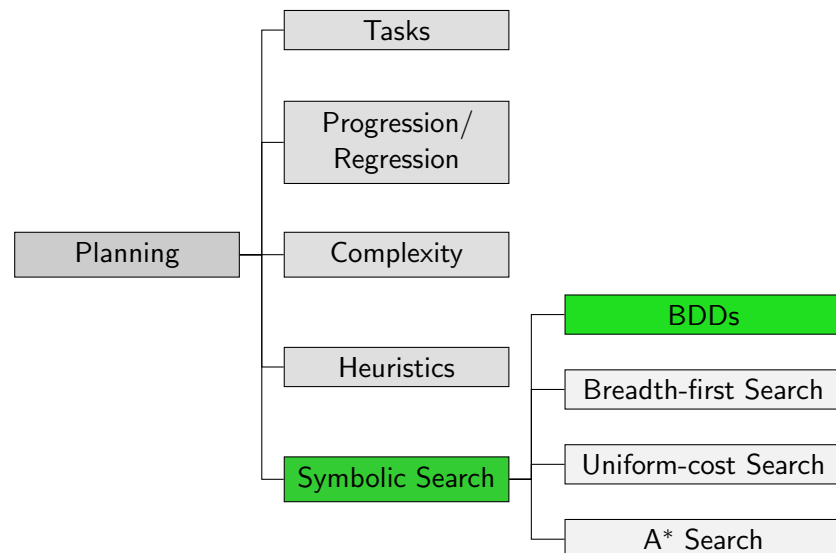 Tasks
Progression/
Regression
Planning
Complexity
BDDs
Heuristics
Breadth-first Search
Uniform-cost Search
Symbolic Search
A* Search